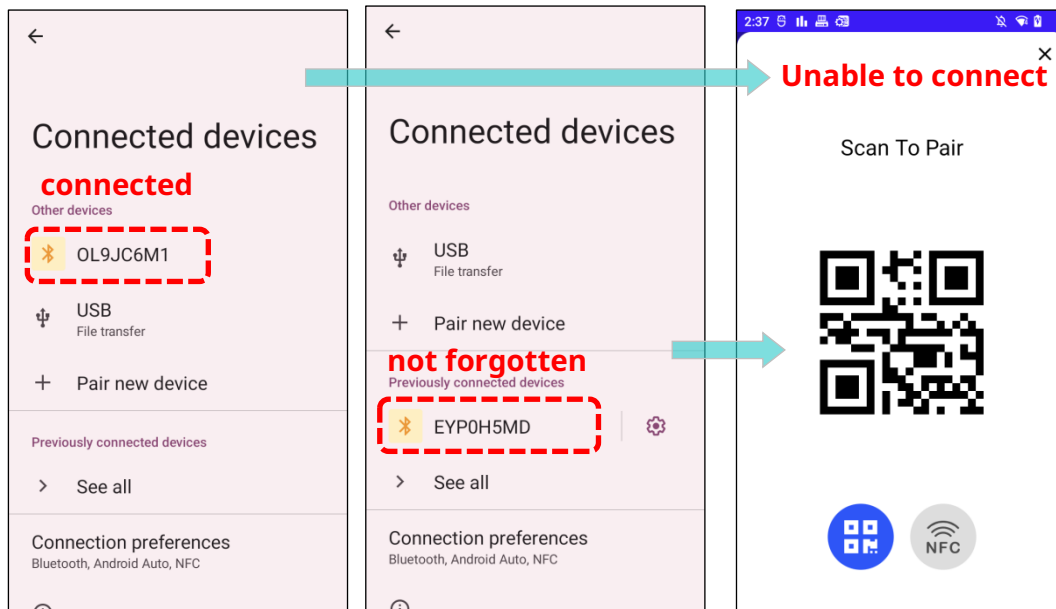 Connected devices
connected
Other devices
OL9JC6M1
USB
File transfer
Pair new device
Previously connected devices
See all
Connection preferences
Bluetooth, Android Auto, NFC
Connected devices
Other devices
USB
File transfer
Pair new device
not forgotten
Previously connected devices
EYP0H5MD
See all
Connection preferences
Bluetooth, Android Auto, NFC
2:37
Unable to connect
Scan To Pair
NFC